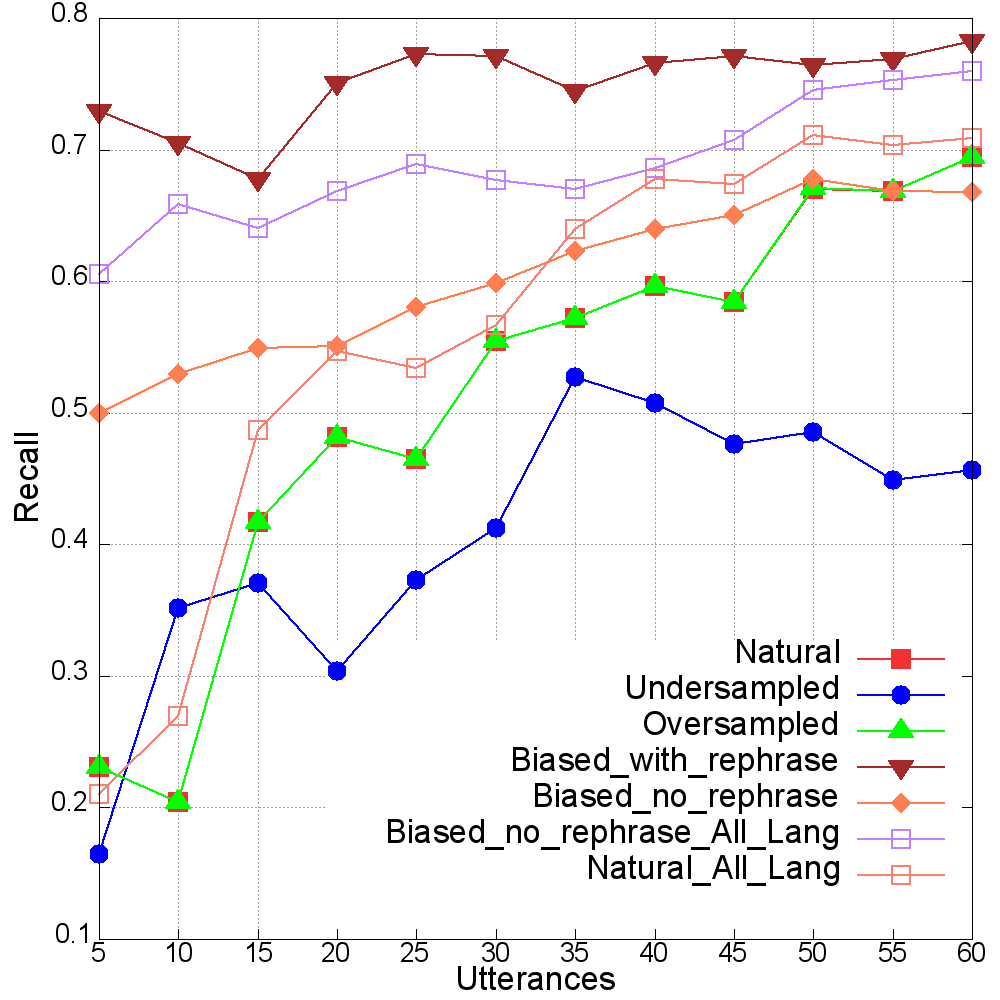 0.8
0.7
0.6
0.5
0.4
0.3
0.2
0.1
Recall
Natural
Undersampled
Oversampled
Biased_with_rephrase
Biased_no_rephrase
Biased_no_rephrase_All_Lang
Natural_All_Lang
5 10 15 20 25 30 35 40 45 50 55 60
Utterances